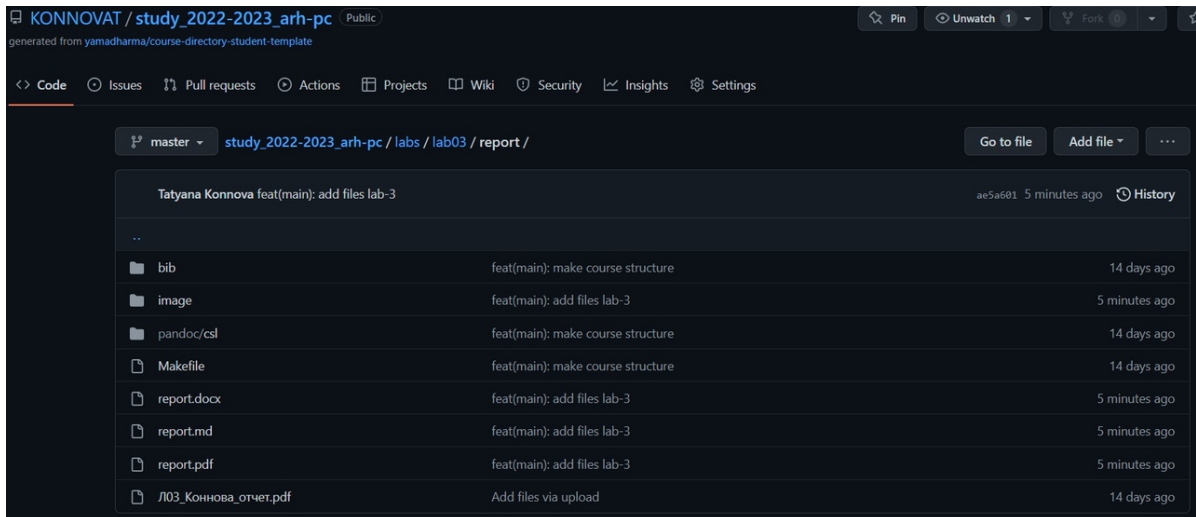 KONNOVAT / study_2022-2023_arh-pc Public Pin Unwatch 1 Fork 0
generated from yamadharma/course-directory-student-template
Code Issues Pull requests Actions Projects Wiki Security Insights Settings
master study_2022-2023_arh-pc / labs / lab03 / report / Go to file Add file ...
Tatyana Konnova feat(main): add files lab-3 ae5a601 5 minutes ago History
..
bib feat(main): make course structure 14 days ago
image feat(main): add files lab-3 5 minutes ago
pandoc/csl feat(main): make course structure 14 days ago
Makefile feat(main): make course structure 14 days ago
report.docx feat(main): add files lab-3 5 minutes ago
report.md feat(main): add files lab-3 5 minutes ago
report.pdf feat(main): add files lab-3 5 minutes ago
Л03_Коннова_отчет.pdf Add files via upload 14 days ago